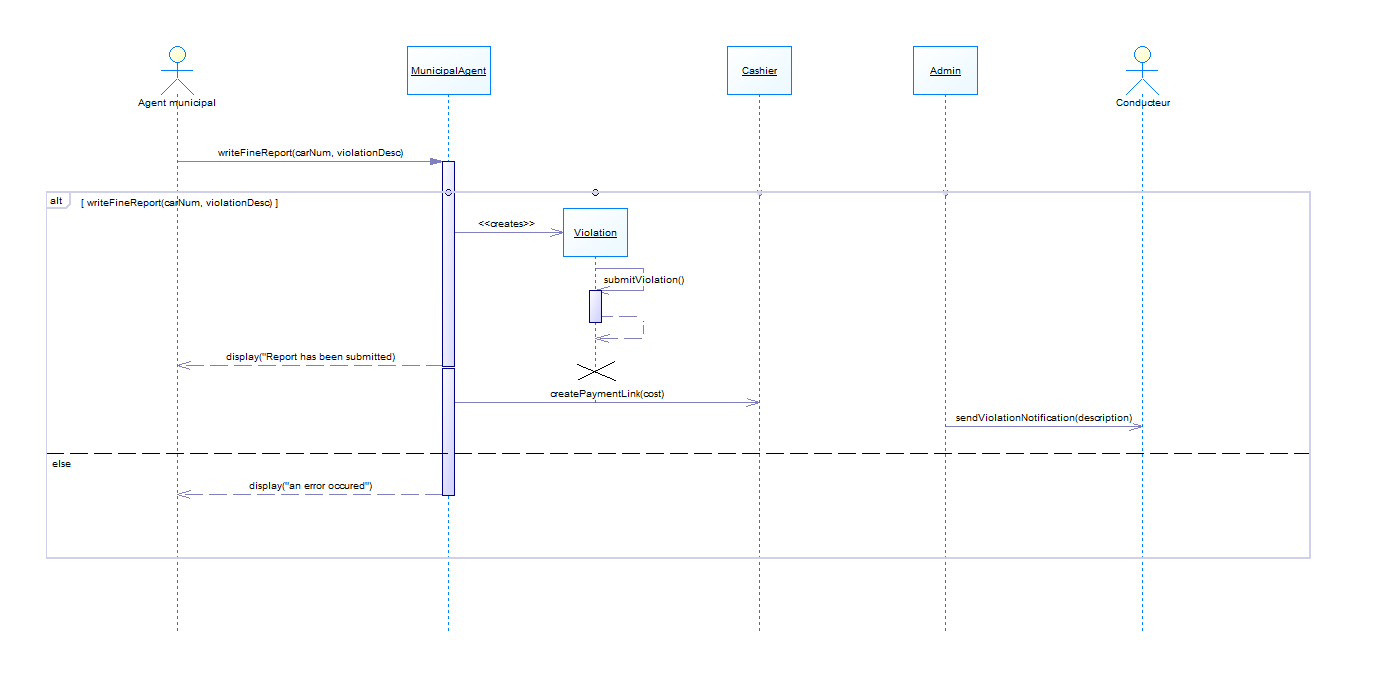 MunicipalAgent
Cashier
Admin
Agent municipal
Conducteur
writeFineReport(carNum, violationDesc)
alt
[ writeFineReport(carNum, violationDesc) ]
<<creates>>
Violation
submitViolation()
display("Report has been submitted)
createPaymentLink(cost)
sendViolationNotification(description)
else
display("an error occured")